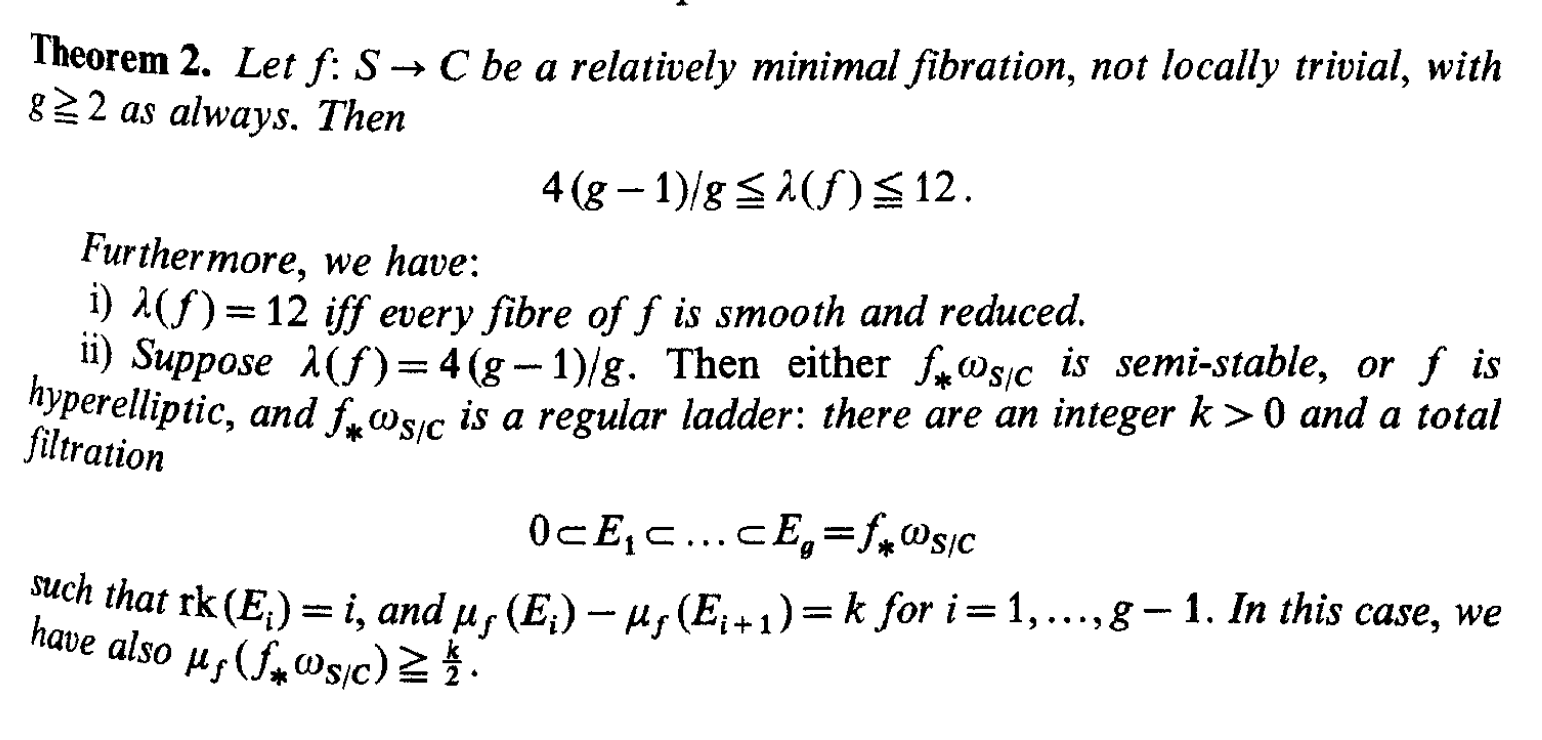 Theorem 2. Let f: S → C be a relatively minimal fibration, not locally trivial, with
g ≧ 2 as always. Then
4(g − 1)/g ≦ λ(f) ≦ 12.
Furthermore, we have:
i) λ(f) = 12 iff every fibre of f is smooth and reduced.
ii) Suppose λ(f) = 4(g − 1)/g. Then either f_*ω_{S/C} is semi-stable, or f is
hyperelliptic, and f_*ω_{S/C} is a regular ladder: there are an integer k > 0 and a total
filtration
0 ⊂ E_1 ⊂ ... ⊂ E_g = f_*ω_{S/C}
such that rk(E_i) = i, and μ_f(E_i) − μ_f(E_{i+1}) = k for i = 1, ..., g − 1. In this case, we
have also μ_f(f_*ω_{S/C}) ≧ k/2.